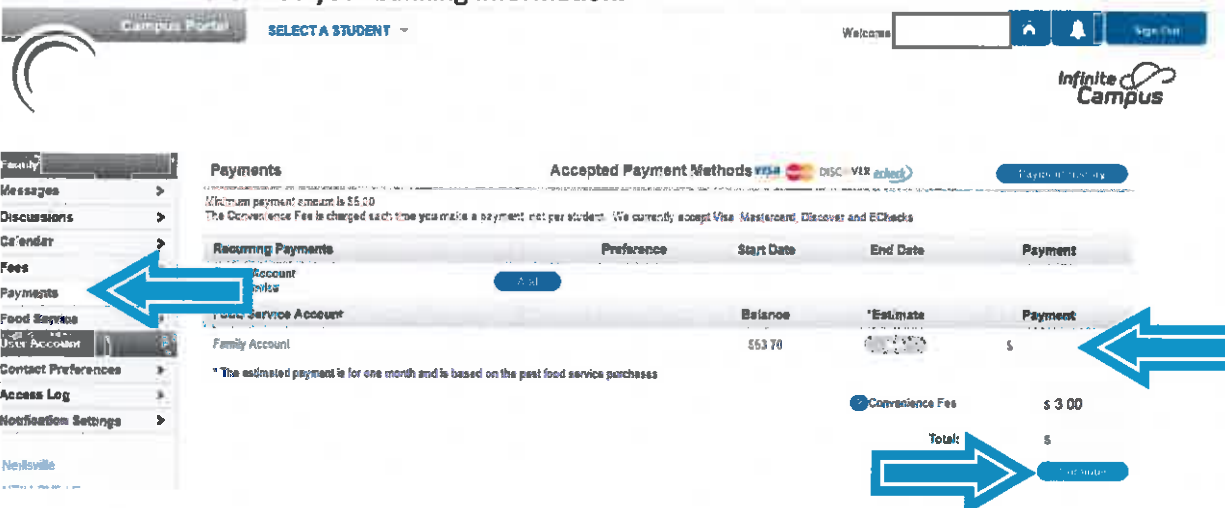 Campus Portal
SELECT A STUDENT
Welcome
Sign Out
Infinite
Campus
Family
Messages
Discussions
Calendar
Fees
Payments
Food Service
User Account
Contact Preferences
Access Log
Notification Settings
Neillsville
Payments
Accepted Payment Methods VISA DISCOVER echeck
Payment History
Minimum payment amount is $5.00
The Convenience Fee is charged each time you make a payment, not per student. We currently accept Visa, Mastercard, Discover and EChecks
Recurring Payments Preference Start Date End Date Payment
Account
Add
Food Service Account Balance *Estimate Payment
Family Account $53.70 $
* The estimated payment is for one month and is based on the past food service purchases
Convenience Fee $ 3.00
Total: $
Continue